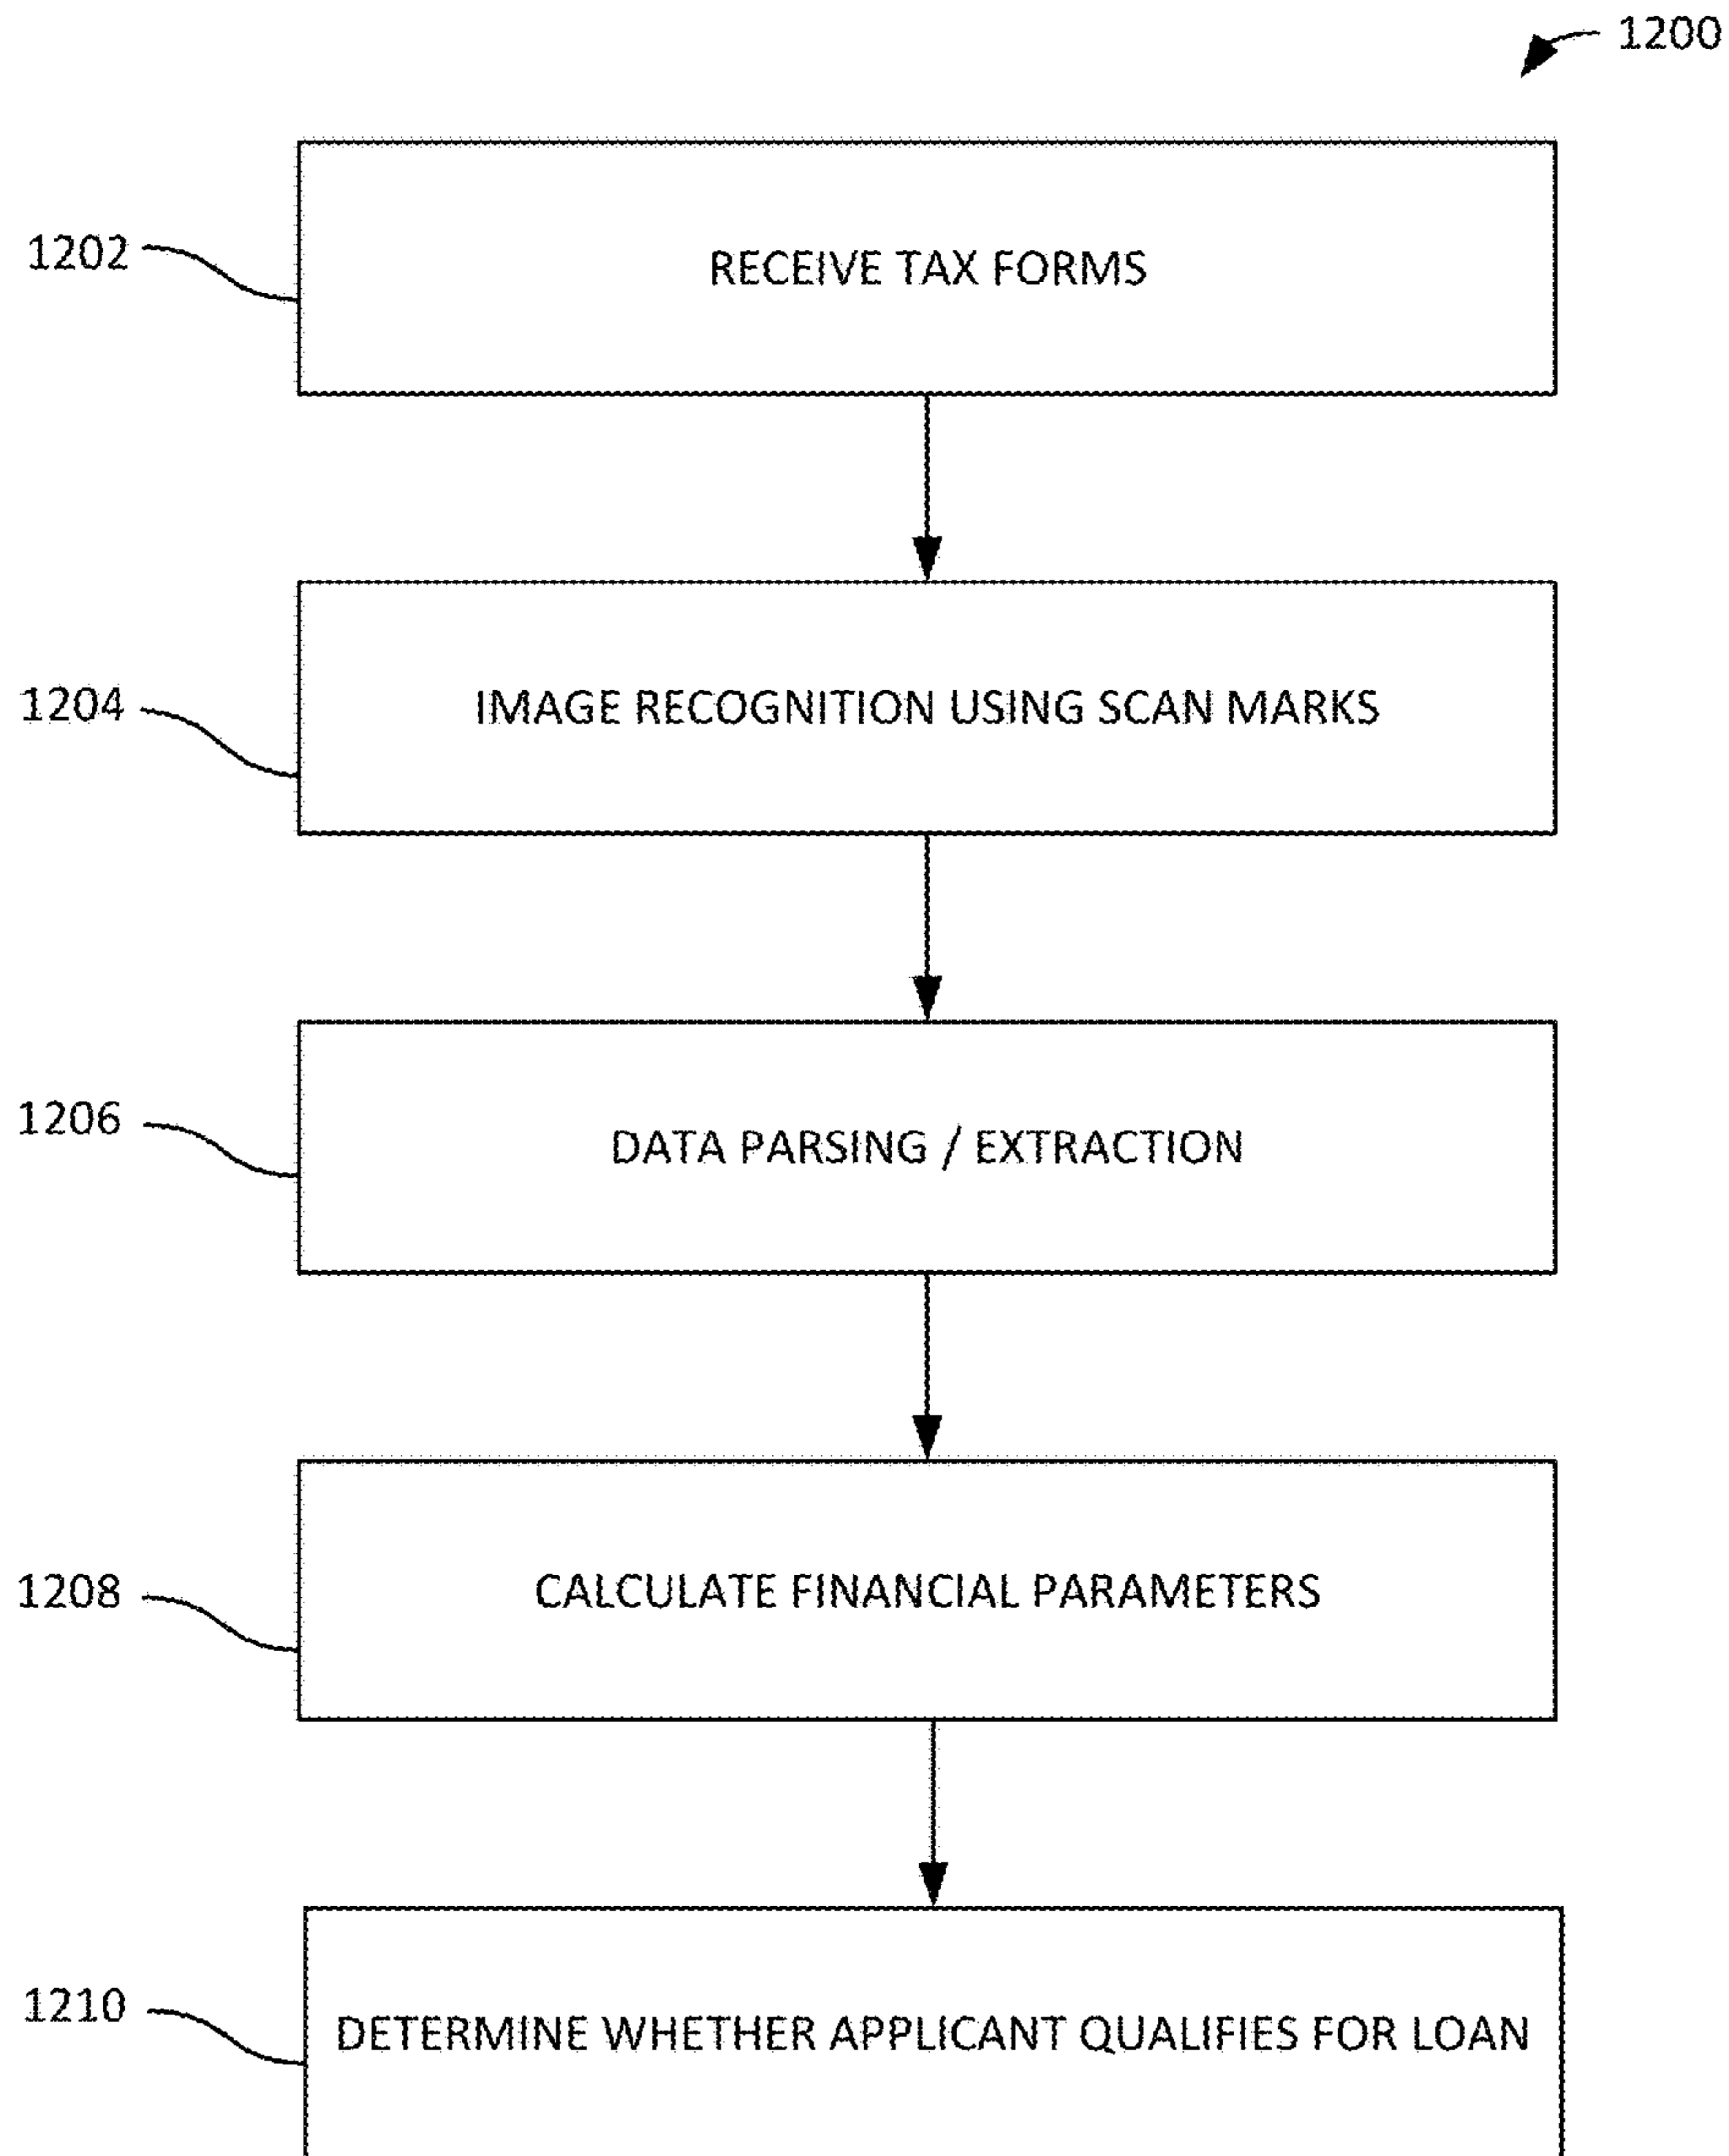 1200
1202
RECEIVE TAX FORMS
1204
IMAGE RECOGNITION USING SCAN MARKS
1206
DATA PARSING / EXTRACTION
1208
CALCULATE FINANCIAL PARAMETERS
1210
DETERMINE WHETHER APPLICANT QUALIFIES FOR LOAN